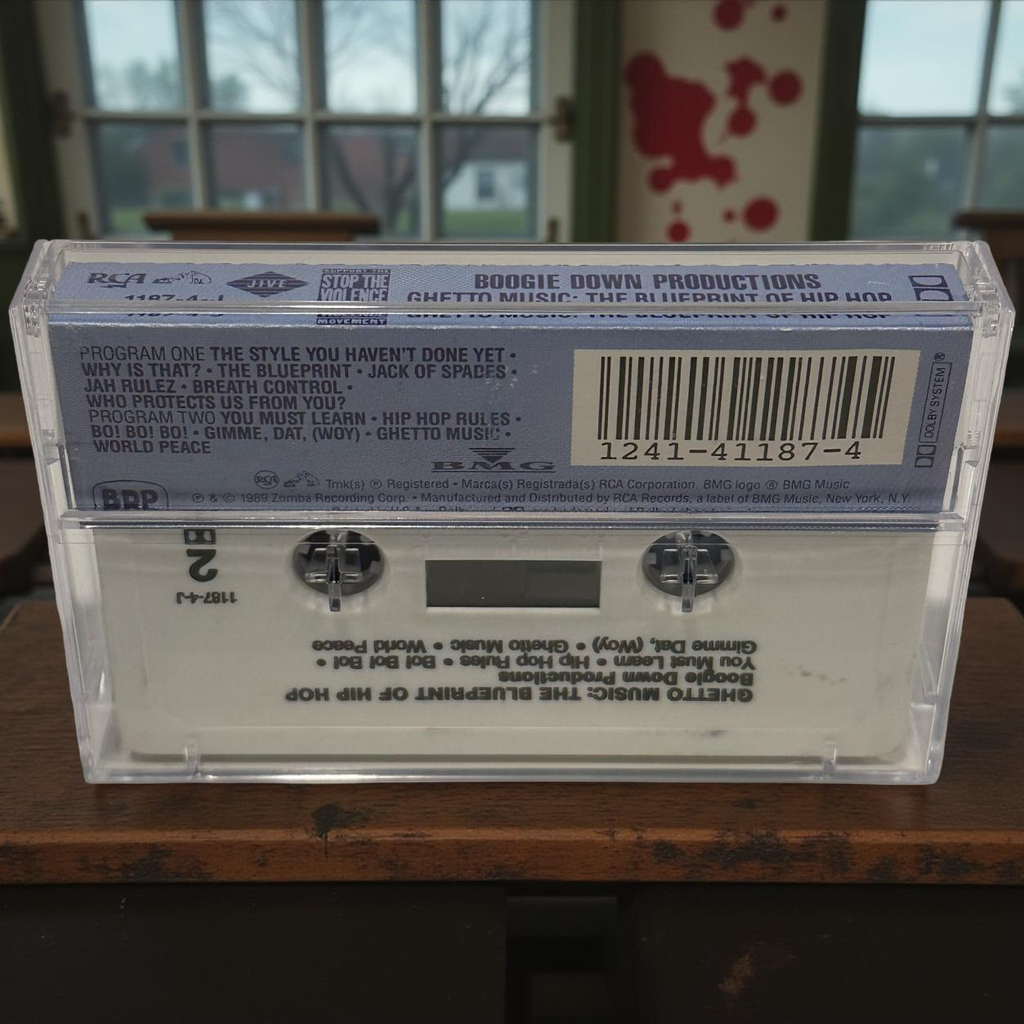 RCA
JIVE
SUPPORT THE
STOP THE
VIOLENCE
MOVEMENT
BOOGIE DOWN PRODUCTIONS
1187-4-J
GHETTO MUSIC: THE BLUEPRINT OF HIP HOP
PROGRAM ONE THE STYLE YOU HAVEN'T DONE YET •
WHY IS THAT? • THE BLUEPRINT • JACK OF SPADES •
JAH RULEZ • BREATH CONTROL •
WHO PROTECTS US FROM YOU?
PROGRAM TWO YOU MUST LEARN • HIP HOP RULES •
BO! BO! BO! • GIMME, DAT, (WOY) • GHETTO MUSIC •
WORLD PEACE
BMG
1241-41187-4
DOLBY SYSTEM ®
RCA Tmk(s) ® Registered • Marca(s) Registrada(s) RCA Corporation. BMG logo ® BMG Music
BDP
℗ & © 1989 Zomba Recording Corp. • Manufactured and Distributed by RCA Records, a label of BMG Music, New York, N.Y.
2
1187-4-J
GHETTO MUSIC: THE BLUEPRINT OF HIP HOP
Boogie Down Productions
You Must Learn • Hip Hop Rules • Bo! Bo! Bo! •
Gimme Dat, (Woy) • Ghetto Music • World Peace